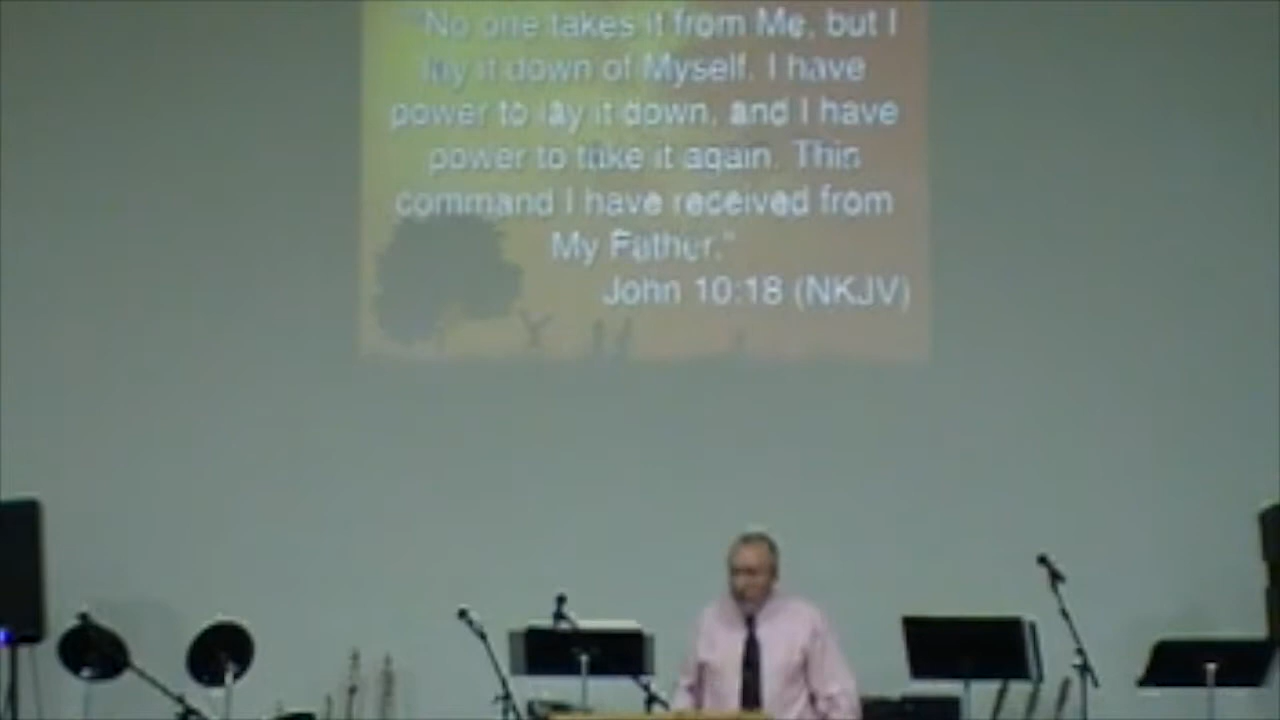 "No one takes it from Me, but I
lay it down of Myself. I have
power to lay it down, and I have
power to take it again. This
command I have received from
My Father."
John 10:18 (NKJV)